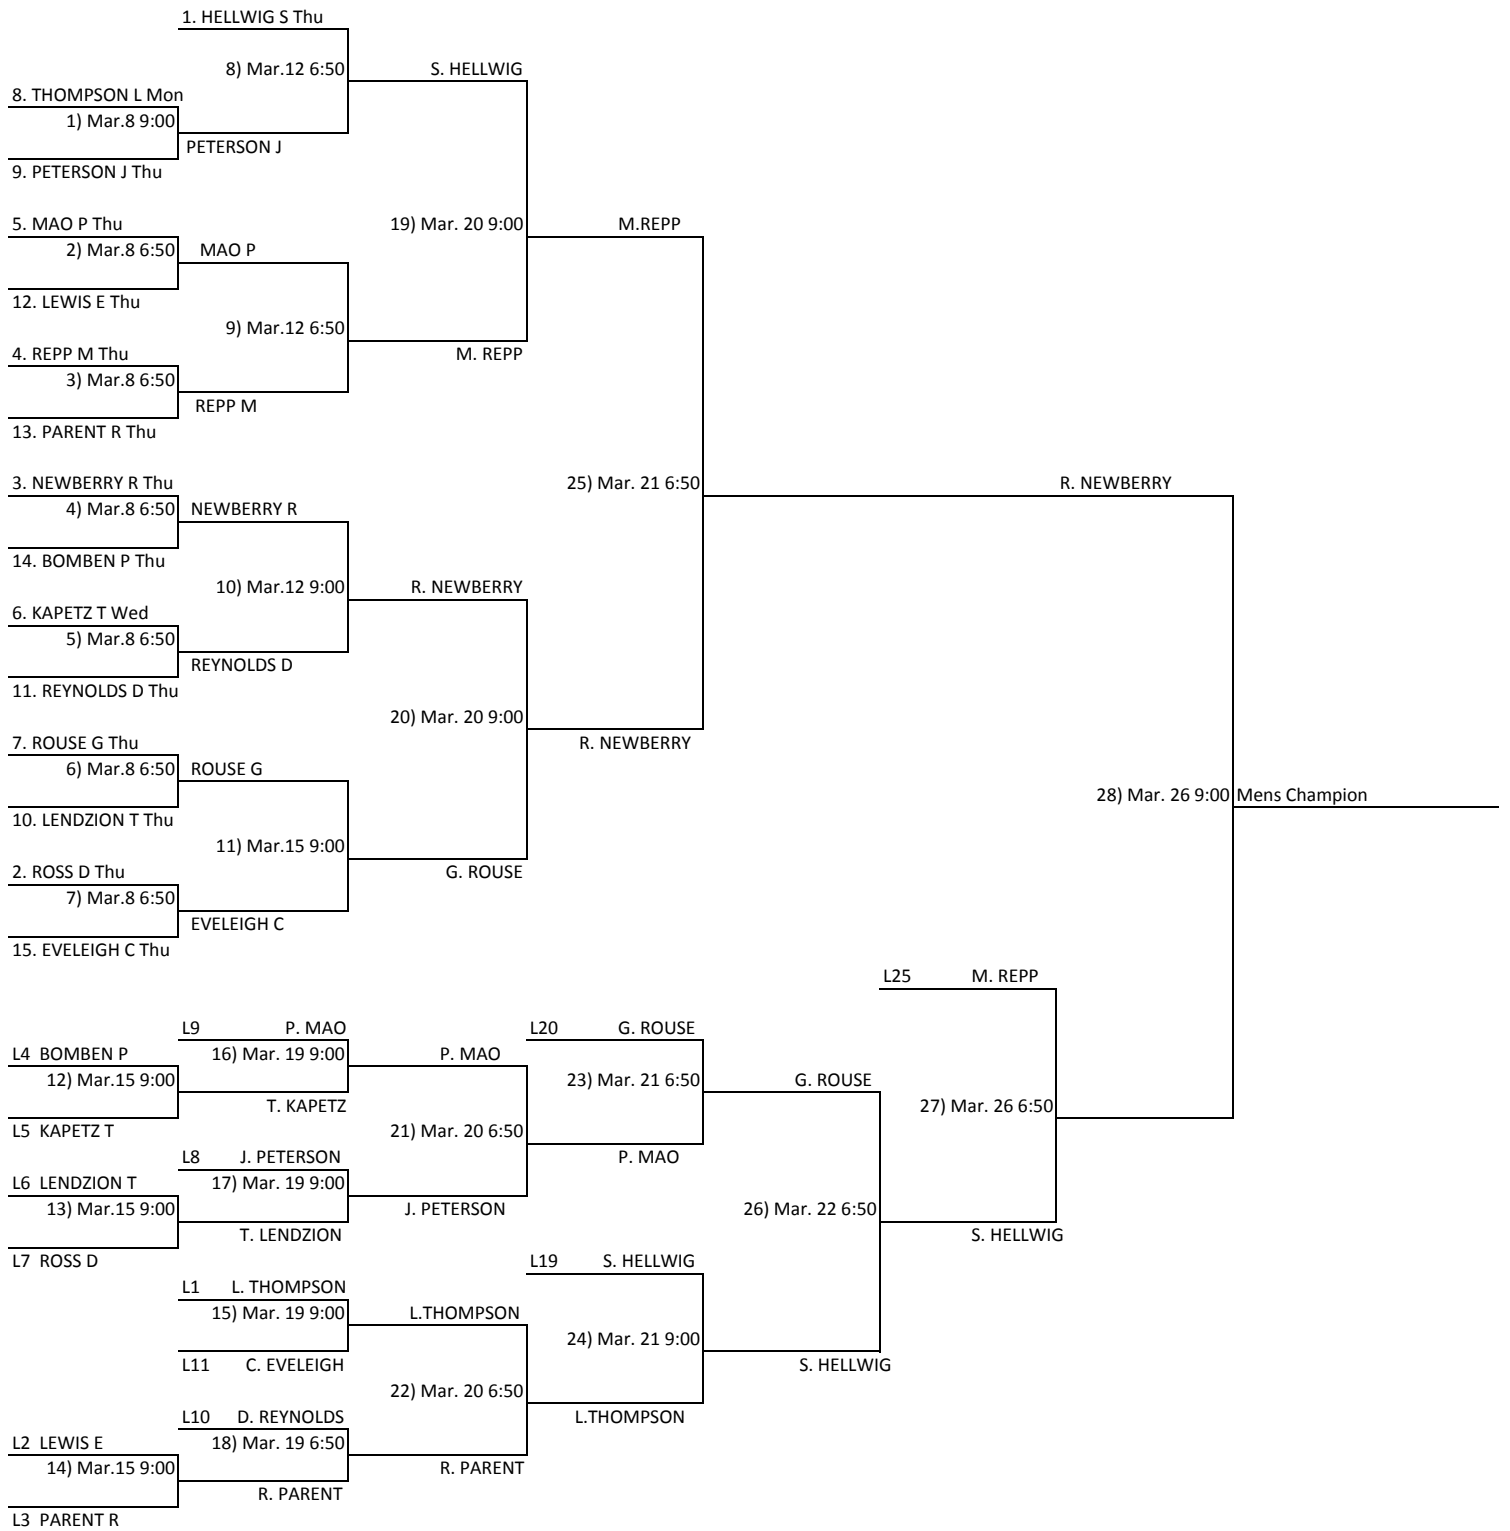 1. HELLWIG S Thu
8) Mar.12 6:50
S. HELLWIG
8. THOMPSON L Mon
1) Mar.8 9:00
PETERSON J
9. PETERSON J Thu
5. MAO P Thu
19) Mar. 20 9:00
M.REPP
2) Mar.8 6:50
MAO P
12. LEWIS E Thu
9) Mar.12 6:50
4. REPP M Thu
M. REPP
3) Mar.8 6:50
REPP M
13. PARENT R Thu
3. NEWBERRY R Thu
25) Mar. 21 6:50
R. NEWBERRY
4) Mar.8 6:50
NEWBERRY R
14. BOMBEN P Thu
10) Mar.12 9:00
R. NEWBERRY
6. KAPETZ T Wed
5) Mar.8 6:50
REYNOLDS D
11. REYNOLDS D Thu
20) Mar. 20 9:00
7. ROUSE G Thu
R. NEWBERRY
6) Mar.8 6:50
ROUSE G
28) Mar. 26 9:00
Mens Champion
10. LENDZION T Thu
11) Mar.15 9:00
2. ROSS D Thu
G. ROUSE
7) Mar.8 6:50
EVELEIGH C
15. EVELEIGH C Thu
L25 M. REPP
L9 P. MAO
L20 G. ROUSE
L4 BOMBEN P
16) Mar. 19 9:00
P. MAO
12) Mar.15 9:00
23) Mar. 21 6:50
G. ROUSE
T. KAPETZ
27) Mar. 26 6:50
L5 KAPETZ T
21) Mar. 20 6:50
L8 J. PETERSON
P. MAO
L6 LENDZION T
17) Mar. 19 9:00
13) Mar.15 9:00
J. PETERSON
26) Mar. 22 6:50
T. LENDZION
S. HELLWIG
L7 ROSS D
L19 S. HELLWIG
L1 L. THOMPSON
15) Mar. 19 9:00
L.THOMPSON
24) Mar. 21 9:00
L11 C. EVELEIGH
S. HELLWIG
22) Mar. 20 6:50
L10 D. REYNOLDS
L.THOMPSON
L2 LEWIS E
18) Mar. 19 6:50
14) Mar.15 9:00
R. PARENT
R. PARENT
L3 PARENT R